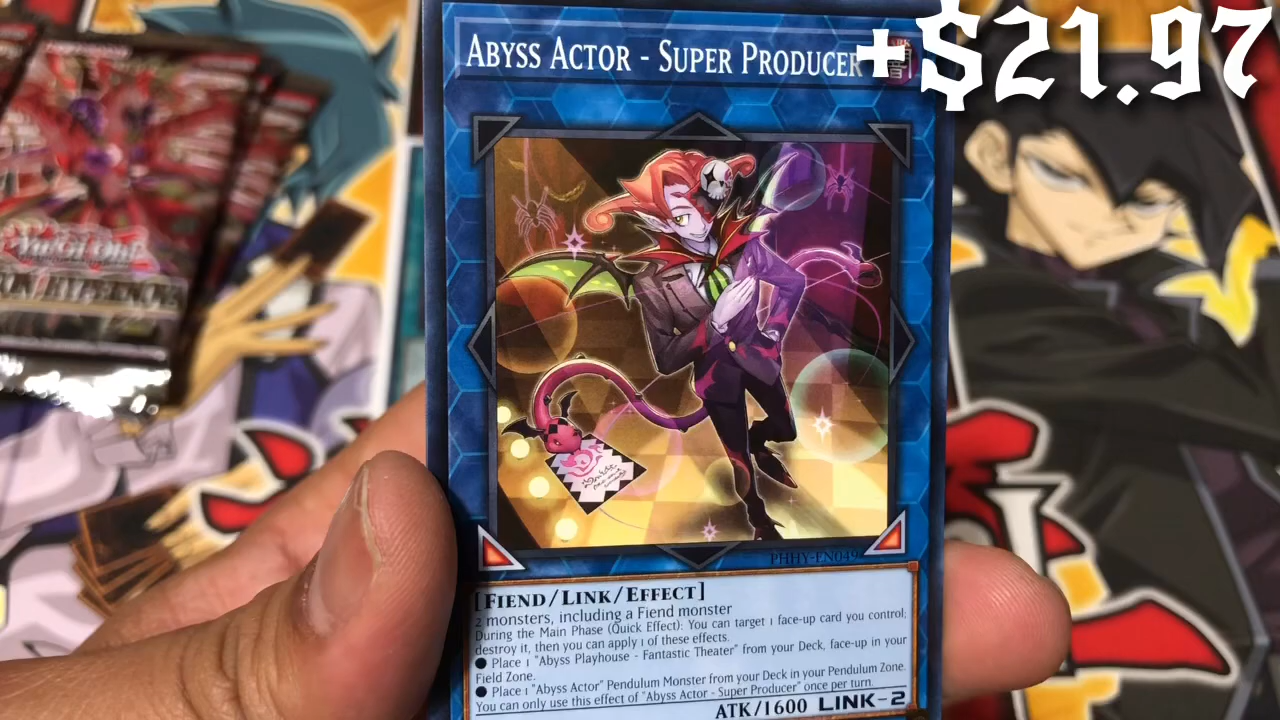 +$21.97
ABYSS ACTOR - SUPER PRODUCER
YU-GI-OH!
PHHY-EN049
[FIEND/LINK/EFFECT]
2 monsters, including a Fiend monster
During the Main Phase (Quick Effect): You can target 1 face-up card you control;
destroy it, then you can apply 1 of these effects.
● Place 1 "Abyss Playhouse - Fantastic Theater" from your Deck, face-up in your
Field Zone.
● Place 1 "Abyss Actor" Pendulum Monster from your Deck in your Pendulum Zone.
You can only use this effect of "Abyss Actor - Super Producer" once per turn.
ATK/1600 LINK-2